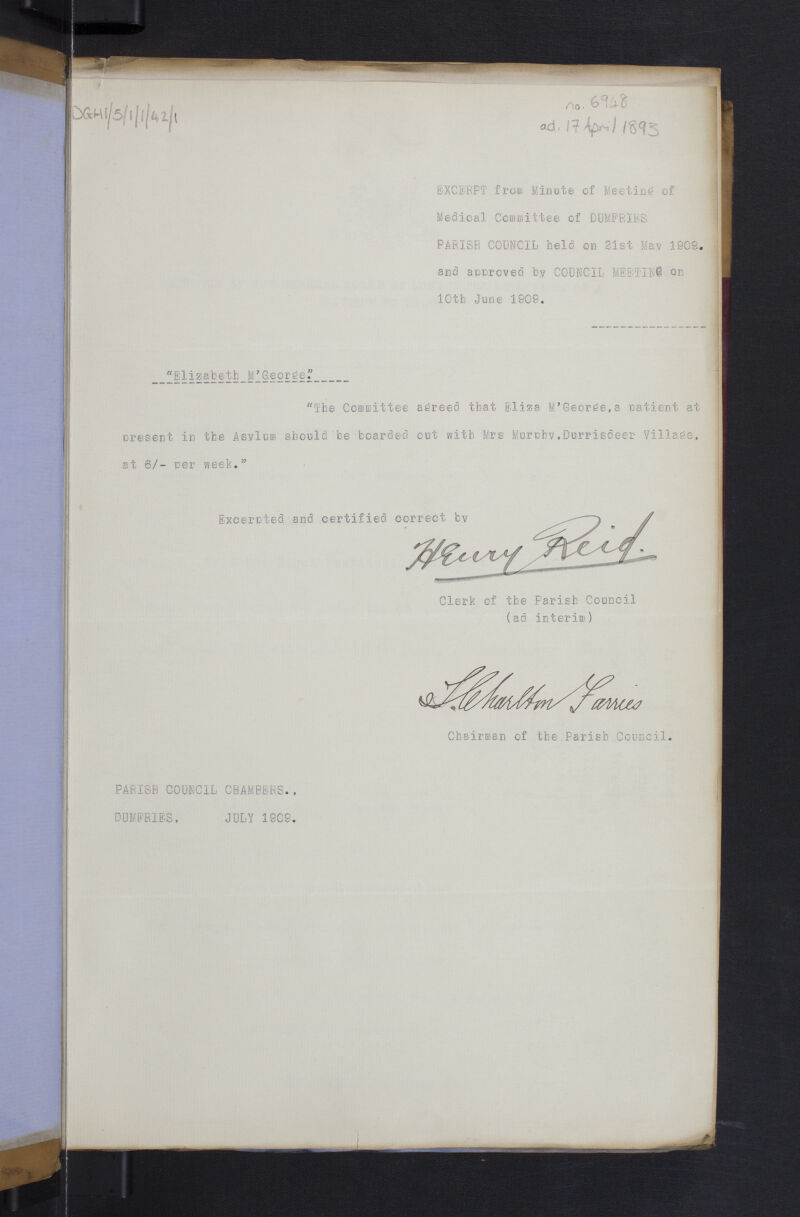 DGH1/5/1/1/42/1
no. 6948
ad. 17 April 1893
EXCERPT from Minute of Meeting of
Medical Committee of DUMFRIES
PARISH COUNCIL held on 21st May 1909.
and approved by COUNCIL MEETING on
10th June 1909.
"Elizabeth M'George."
"The Committee agreed that Eliza M'George,a patient at
present in the Asylum should be boarded out with Mrs Murphy,Durrisdeer Village,
at 6/- per week."
Excerpted and certified correct by
Henry Reid.
Clerk of the Parish Council
(ad interim)
J. Charlton Farries
Chairman of the Parish Council.
PARISH COUNCIL CHAMBERS.,
DUMFRIES, JULY 1909.